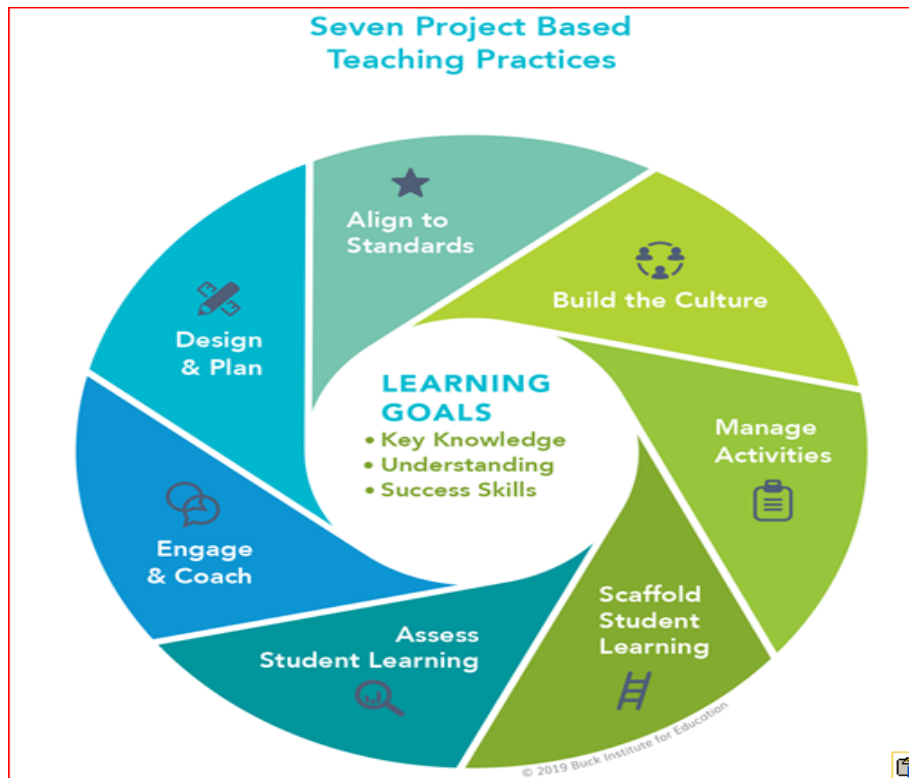 Seven Project Based
Teaching Practices
Align to
Standards
Build the Culture
Manage
Activities
Scaffold
Student
Learning
Assess
Student Learning
Engage
& Coach
Design
& Plan
LEARNING
GOALS
• Key Knowledge
• Understanding
• Success Skills
© 2019 Buck Institute for Education